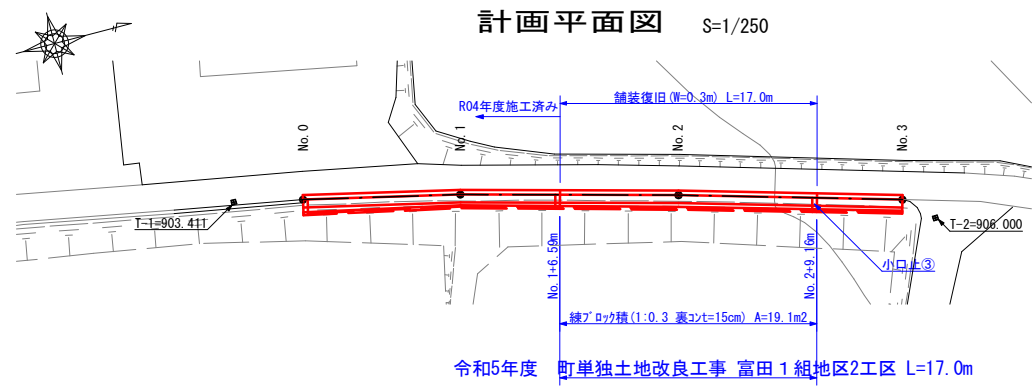 計画平面図 S=1/250
舗装復旧(W=0.3m) L=17.0m
R04年度施工済み
No.0
No.1
No.2
No.3
T-1=903.411
T-2=906.000
No.1+6.59m
No.2+9.16m
小口止③
練ブロック積(1:0.3 裏コンt=15cm) A=19.1m2
令和5年度 町単独土地改良工事 富田1組地区2工区 L=17.0m